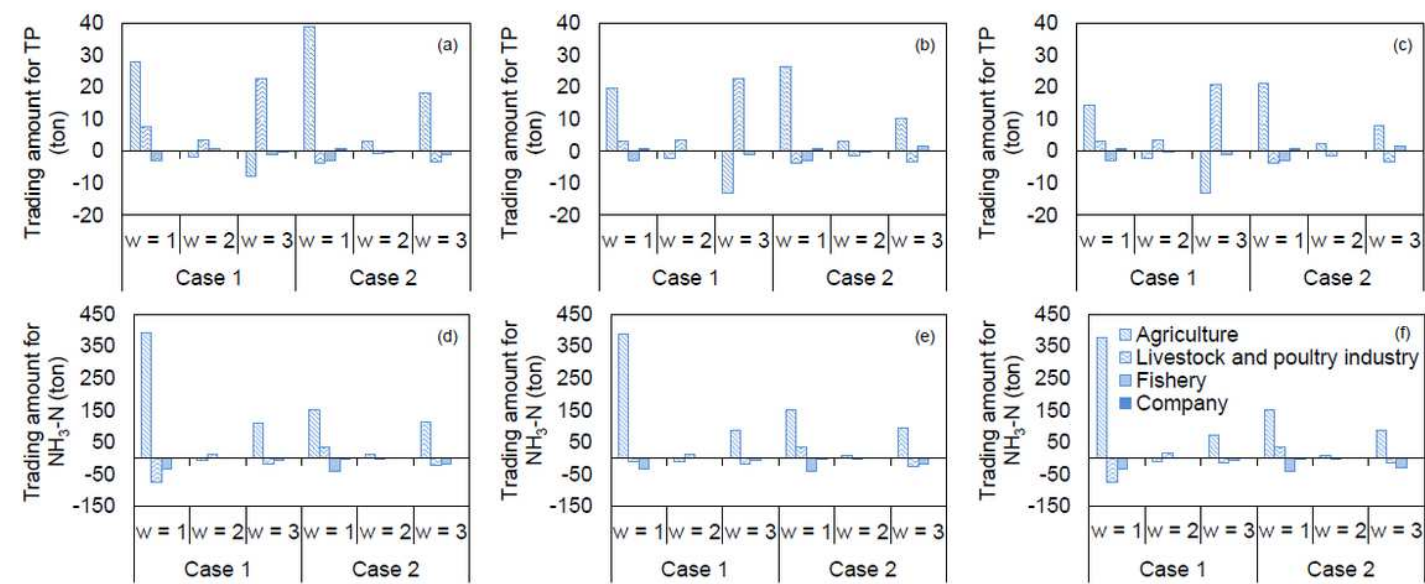 Trading amount for TP
(ton)
40
30
20
10
0
-10
-20
(a)
w = 1 w = 2 w = 3 w = 1 w = 2 w = 3
Case 1 Case 2
Trading amount for TP
(ton)
40
30
20
10
0
-10
-20
(b)
w = 1 w = 2 w = 3 w = 1 w = 2 w = 3
Case 1 Case 2
Trading amount for TP
(ton)
40
30
20
10
0
-10
-20
(c)
w = 1 w = 2 w = 3 w = 1 w = 2 w = 3
Case 1 Case 2
Trading amount for
NH₃-N (ton)
450
350
250
150
50
-50
-150
(d)
w = 1 w = 2 w = 3 w = 1 w = 2 w = 3
Case 1 Case 2
Trading amount for
NH₃-N (ton)
450
350
250
150
50
-50
-150
(e)
w = 1 w = 2 w = 3 w = 1 w = 2 w = 3
Case 1 Case 2
Trading amount for
NH₃-N (ton)
450
350
250
150
50
-50
-150
(f)
Agriculture
Livestock and poultry industry
Fishery
Company
w = 1 w = 2 w = 3 w = 1 w = 2 w = 3
Case 1 Case 2